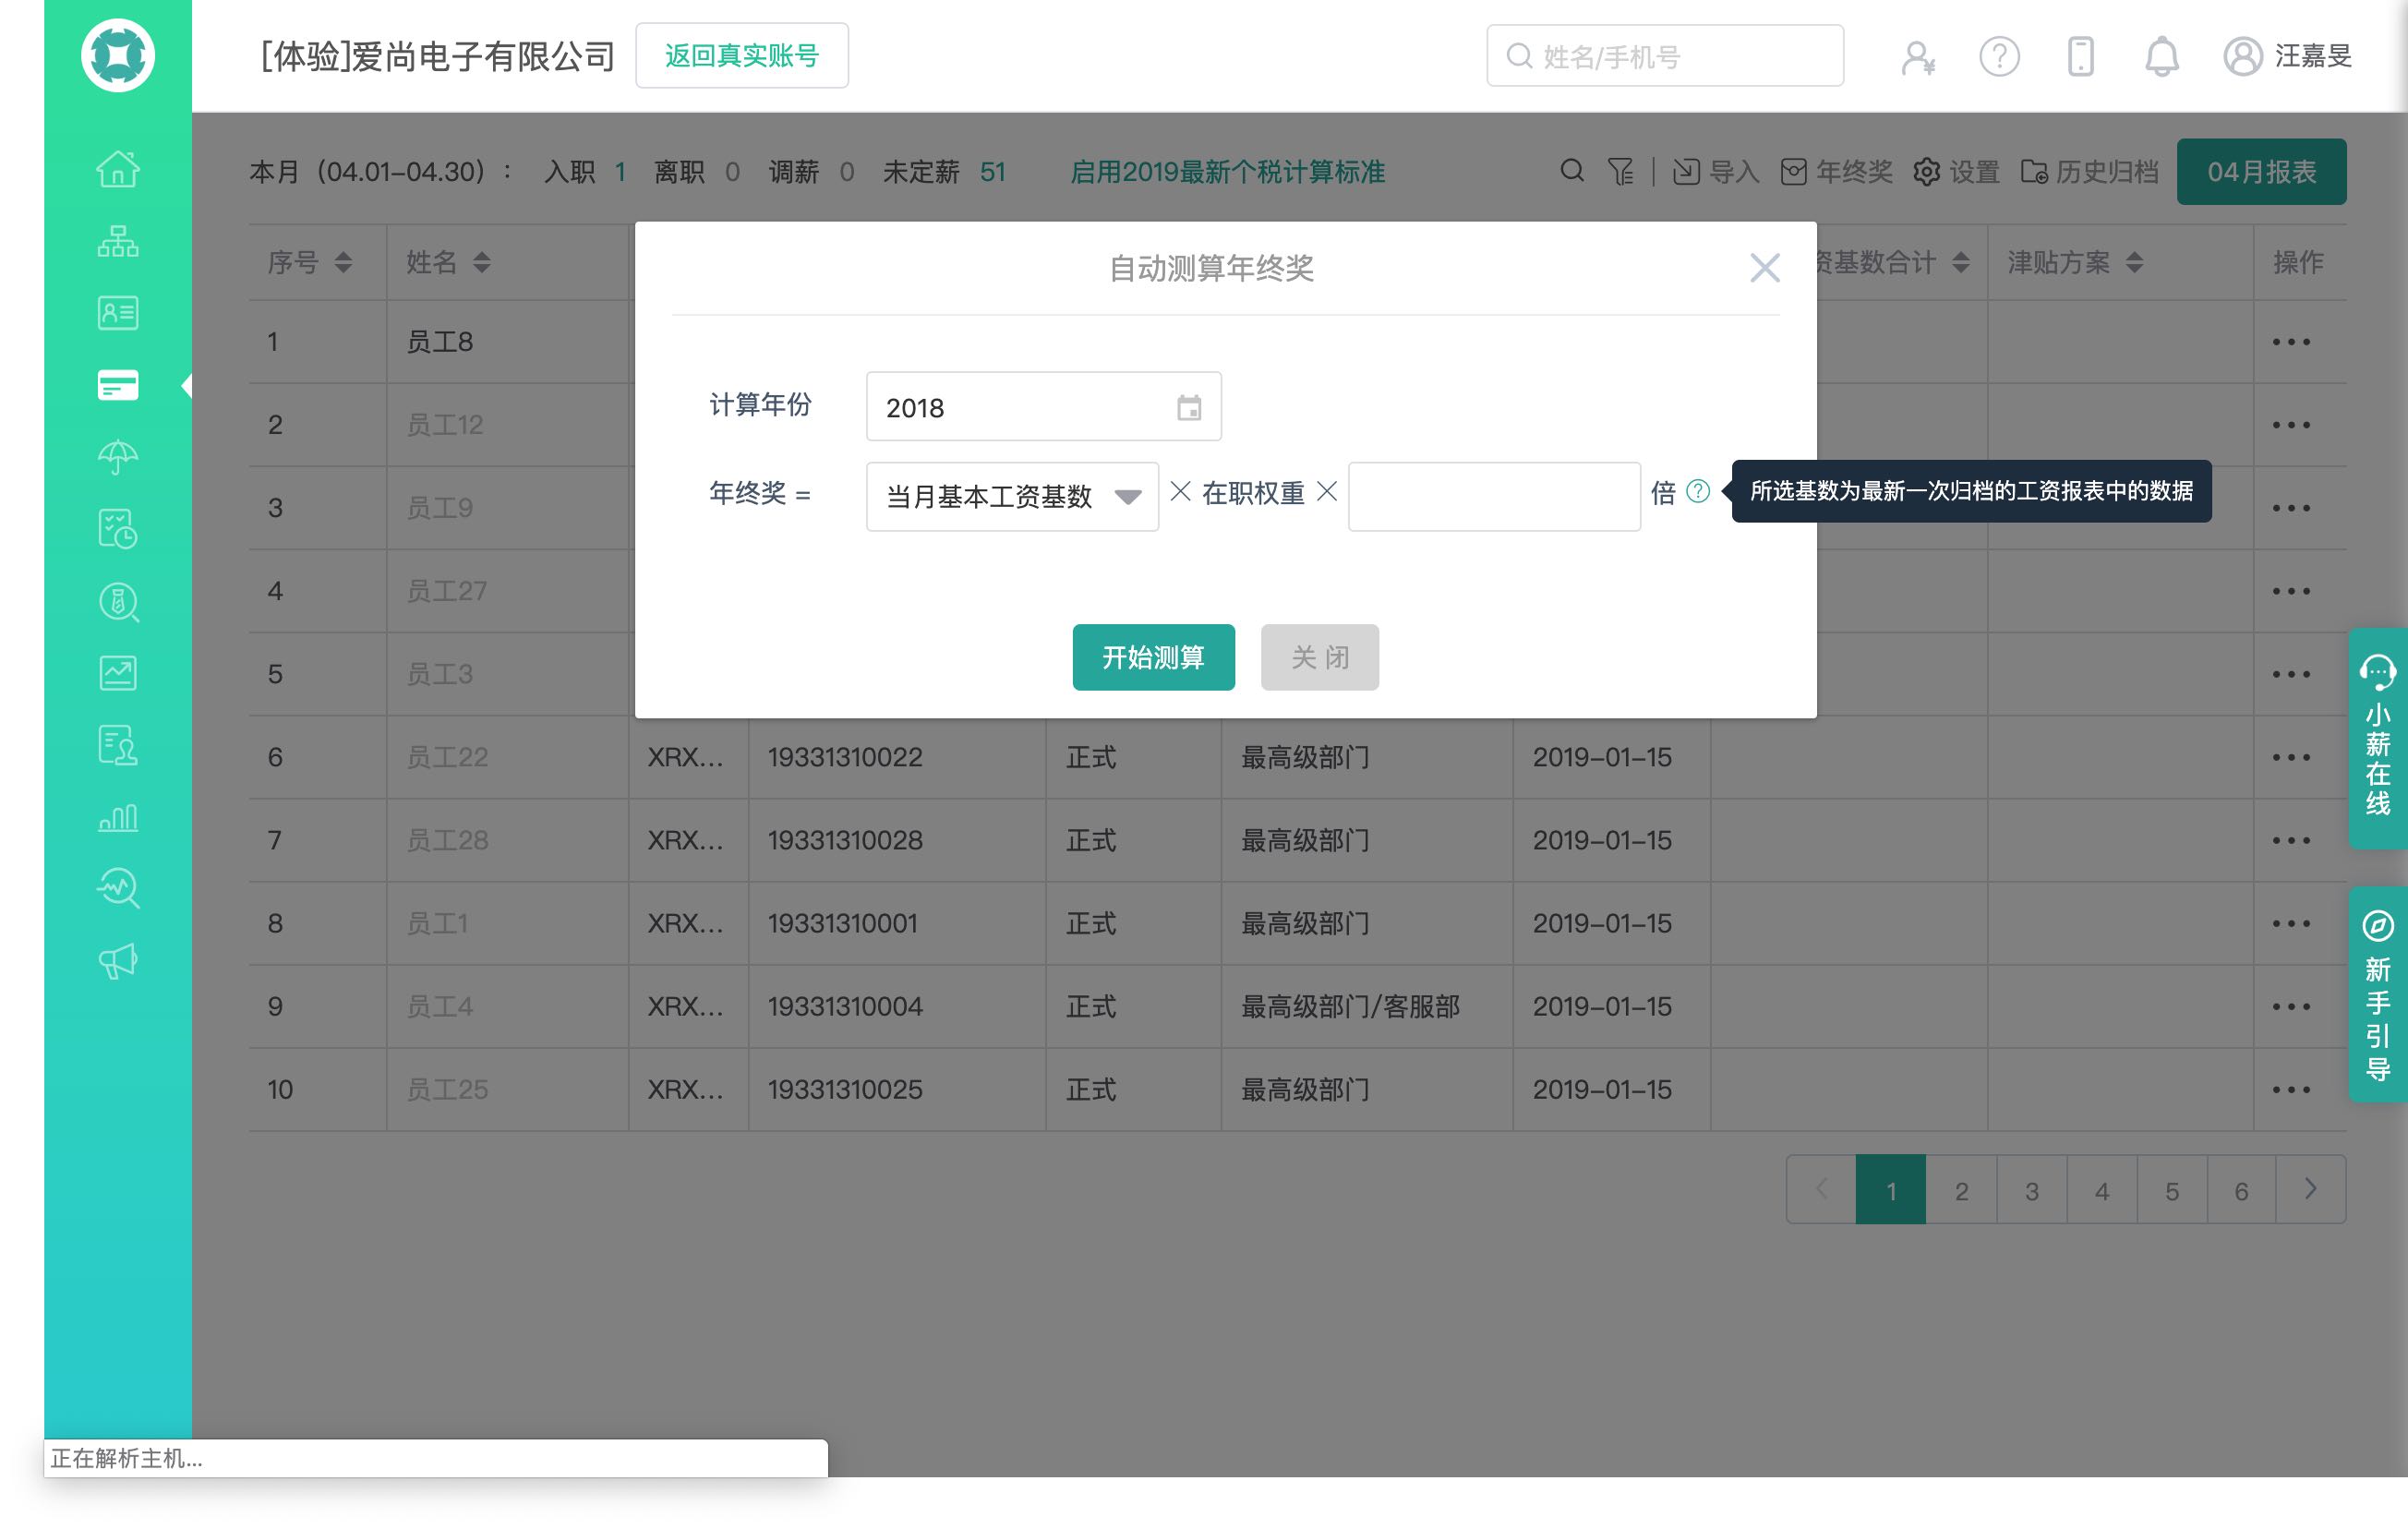 [体验]爱尚电子有限公司 返回真实账号 姓名/手机号 汪嘉旻
本月（04.01-04.30）： 入职 1 离职 0 调薪 0 未定薪 51 启用2019最新个税计算标准 导入 年终奖 设置 历史归档 04月报表
序号 姓名 资基数合计 津贴方案 操作
自动测算年终奖
1 员工8
2 员工12
3 员工9
4 员工27
5 员工3
计算年份 2018
年终奖 = 当月基本工资基数 × 在职权重 × 倍 ? 所选基数为最新一次归档的工资报表中的数据
开始测算 关 闭
6 员工22 XRX... 19331310022 正式 最高级部门 2019-01-15
7 员工28 XRX... 19331310028 正式 最高级部门 2019-01-15
8 员工1 XRX... 19331310001 正式 最高级部门 2019-01-15
9 员工4 XRX... 19331310004 正式 最高级部门/客服部 2019-01-15
10 员工25 XRX... 19331310025 正式 最高级部门 2019-01-15
小薪在线
新手引导
1 2 3 4 5 6
正在解析主机...